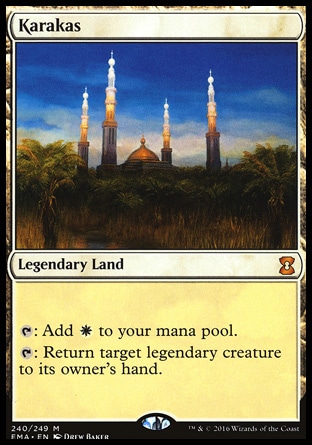 Karakas
Legendary Land
: Add to your mana pool.
: Return target legendary creature
to its owner's hand.
240/249 M
EMA • EN Drew Baker
™ & © 2016 Wizards of the Coast